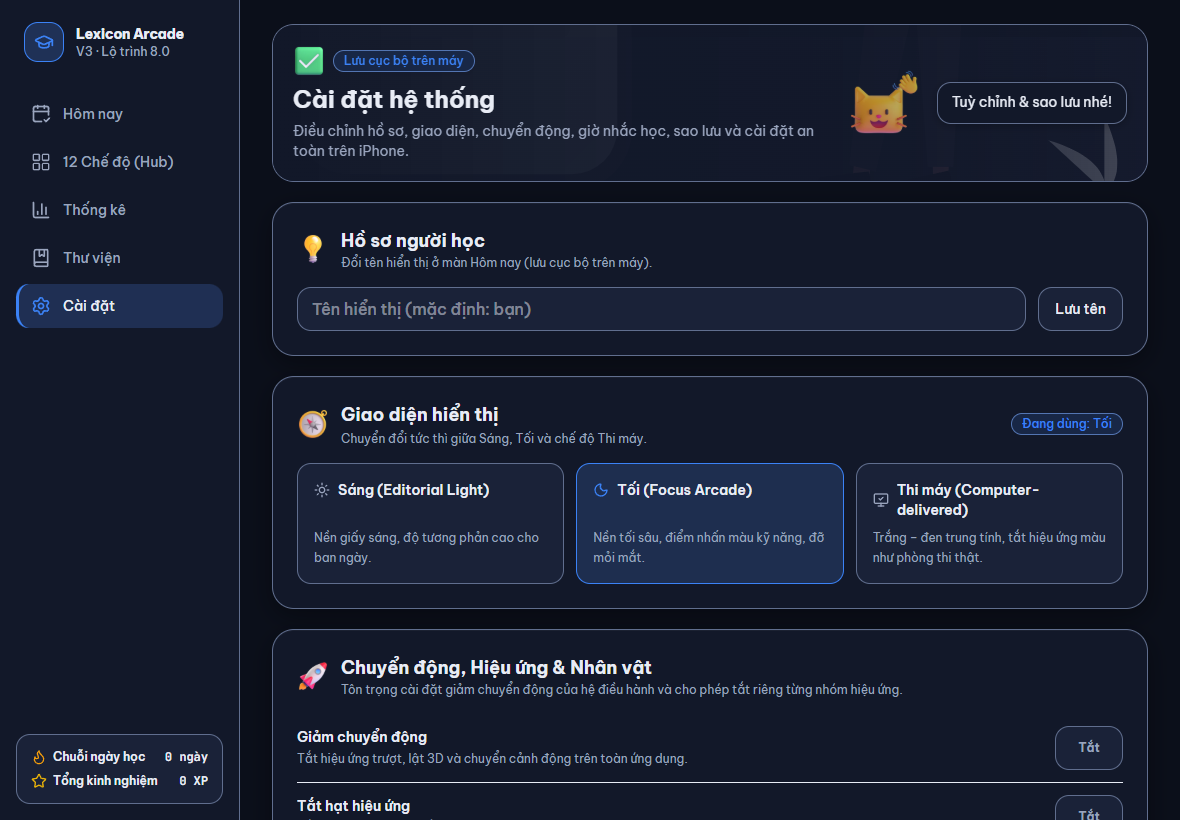 Lexicon Arcade
V3 · Lộ trình 8.0
Hôm nay
12 Chế độ (Hub)
Thống kê
Thư viện
Cài đặt
Chuỗi ngày học 0 ngày
Tổng kinh nghiệm 0 XP
Lưu cục bộ trên máy
Cài đặt hệ thống
Điều chỉnh hồ sơ, giao diện, chuyển động, giờ nhắc học, sao lưu và cài đặt an
toàn trên iPhone.
Tuỳ chỉnh & sao lưu nhé!
Hồ sơ người học
Đổi tên hiển thị ở màn Hôm nay (lưu cục bộ trên máy).
Tên hiển thị (mặc định: bạn)
Lưu tên
Giao diện hiển thị
Chuyển đổi tức thì giữa Sáng, Tối và chế độ Thi máy.
Đang dùng: Tối
Sáng (Editorial Light)
Nền giấy sáng, độ tương phản cao cho
ban ngày.
Tối (Focus Arcade)
Nền tối sâu, điểm nhấn màu kỹ năng, đỡ
mỏi mắt.
Thi máy (Computer-
delivered)
Trắng – đen trung tính, tắt hiệu ứng màu
như phòng thi thật.
Chuyển động, Hiệu ứng & Nhân vật
Tôn trọng cài đặt giảm chuyển động của hệ điều hành và cho phép tắt riêng từng nhóm hiệu ứng.
Giảm chuyển động
Tắt hiệu ứng trượt, lật 3D và chuyển cảnh động trên toàn ứng dụng.
Tắt
Tắt hạt hiệu ứng
Tắt